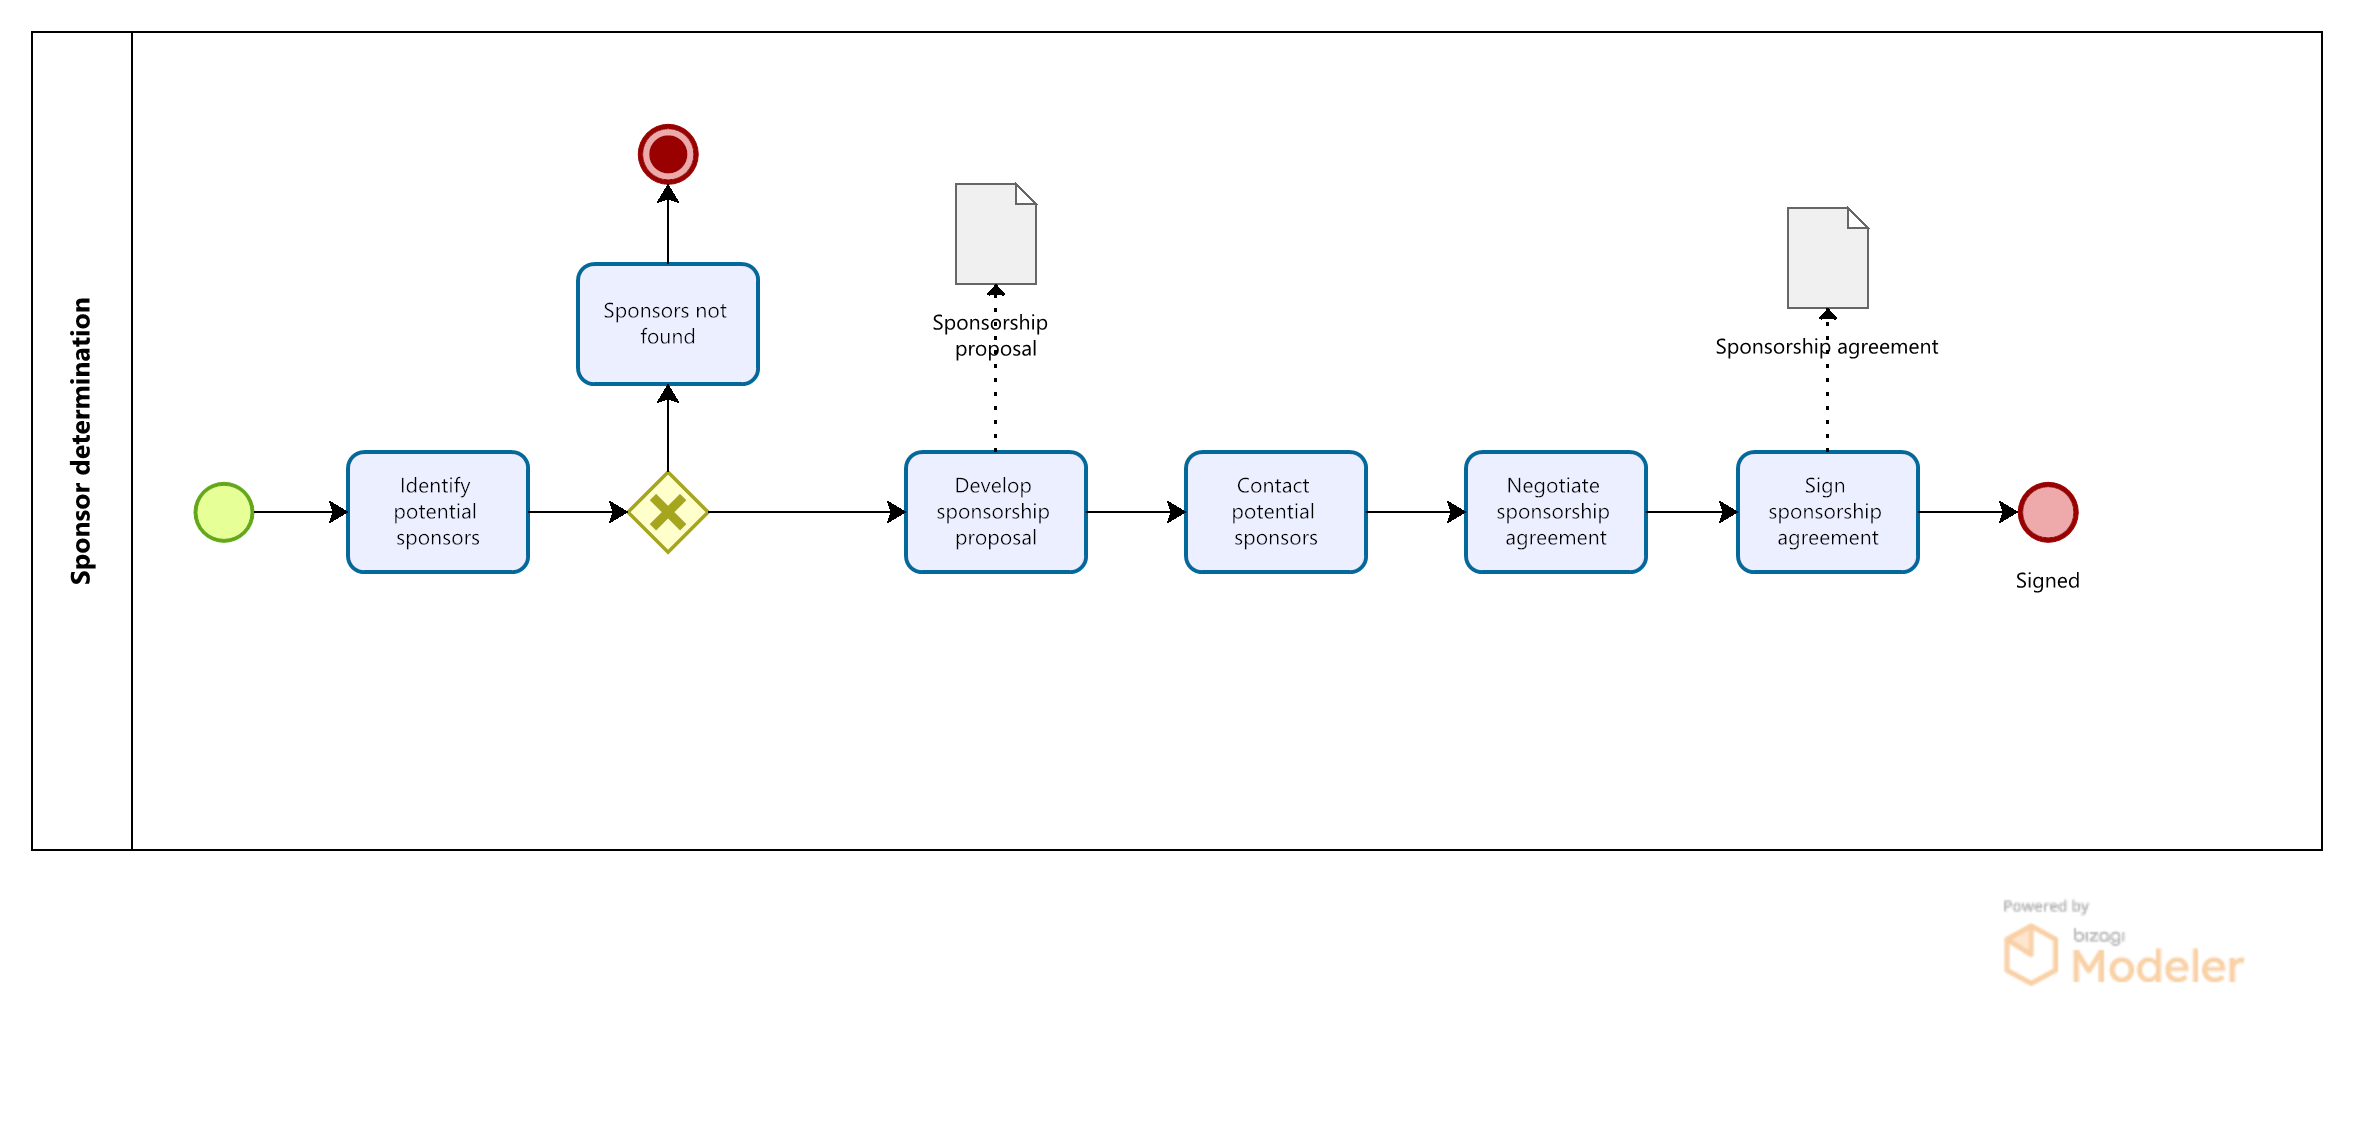 Sponsor determination
Sponsors not
found
Sponsorship
proposal
Sponsorship agreement
Identify
potential
sponsors
Develop
sponsorship
proposal
Contact
potential
sponsors
Negotiate
sponsorship
agreement
Sign
sponsorship
agreement
Signed
Powered by
bizagi
Modeler